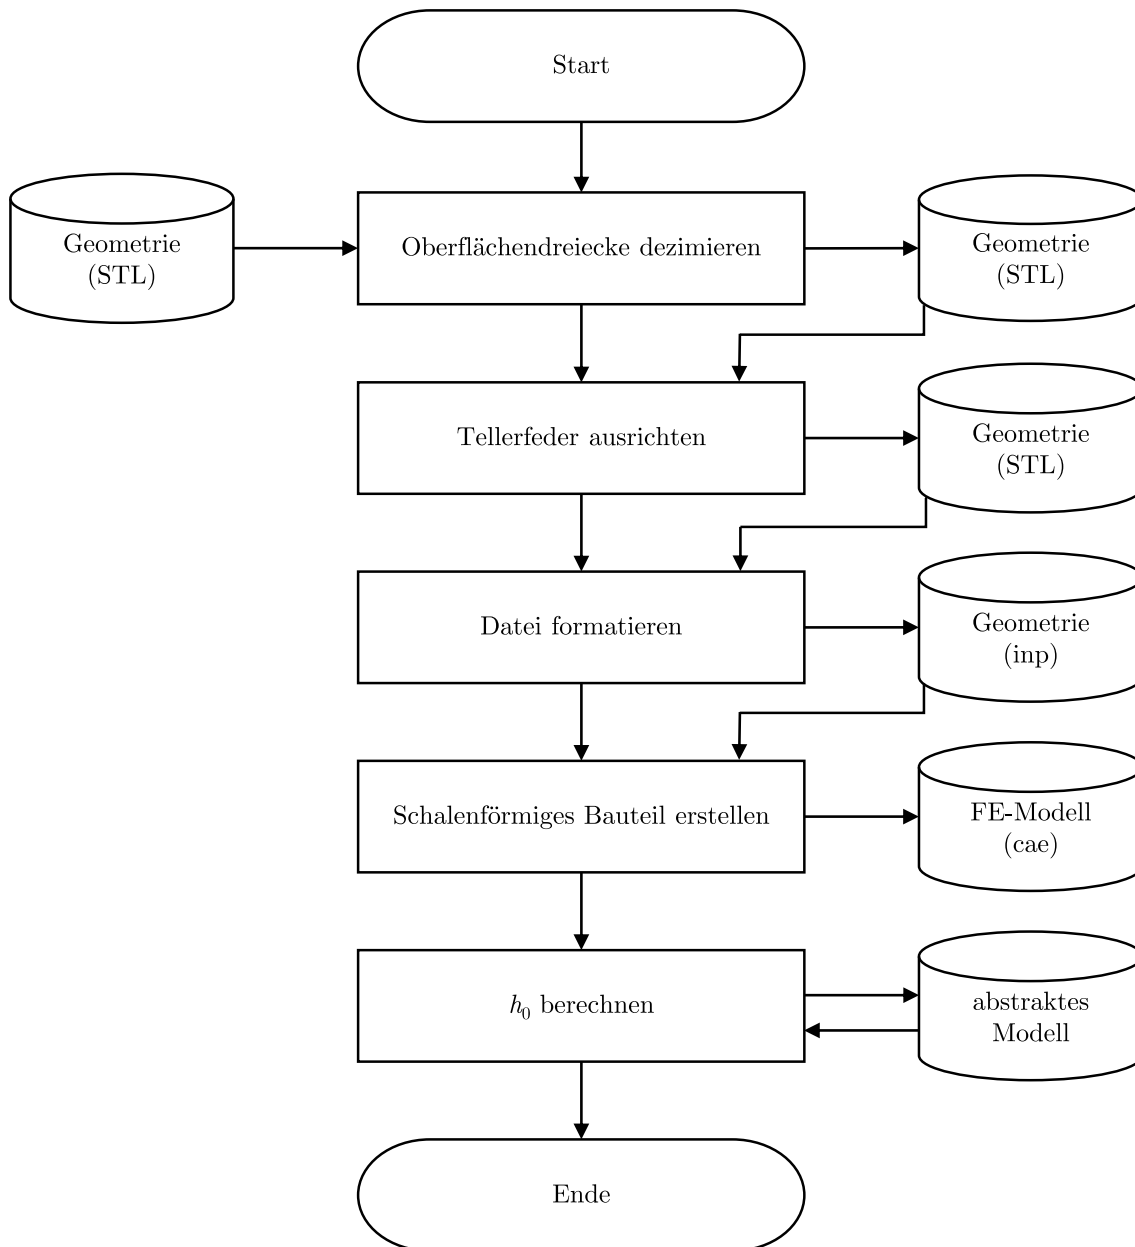 Start
Geometrie
(STL)
Oberflächendreiecke dezimieren
Geometrie
(STL)
Tellerfeder ausrichten
Geometrie
(STL)
Datei formatieren
Geometrie
(inp)
Schalenförmiges Bauteil erstellen
FE-Modell
(cae)
h₀ berechnen
abstraktes
Modell
Ende